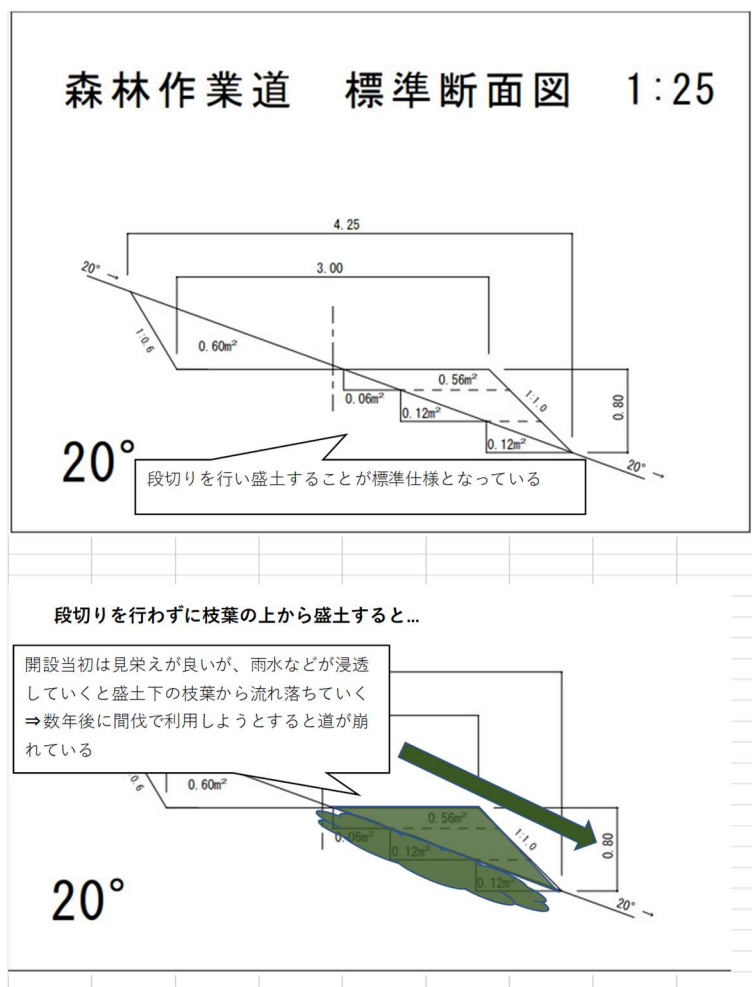 森林作業道　標準断面図　1:25
4.25
20° →
3.00
1:0.6
0.60m²
0.56m²
0.06m²
1:1.0
0.12m²
0.80
0.12m²
20°
20° →
段切りを行い盛土することが標準仕様となっている
段切りを行わずに枝葉の上から盛土すると…
開設当初は見栄えが良いが、雨水などが浸透
していくと盛土下の枝葉から流れ落ちていく
⇒数年後に間伐で利用しようとすると道が崩
れている
0.6
0.60m²
0.56m²
0.06m²
1:1.0
0.12m²
0.80
0.12m²
20°
20° →